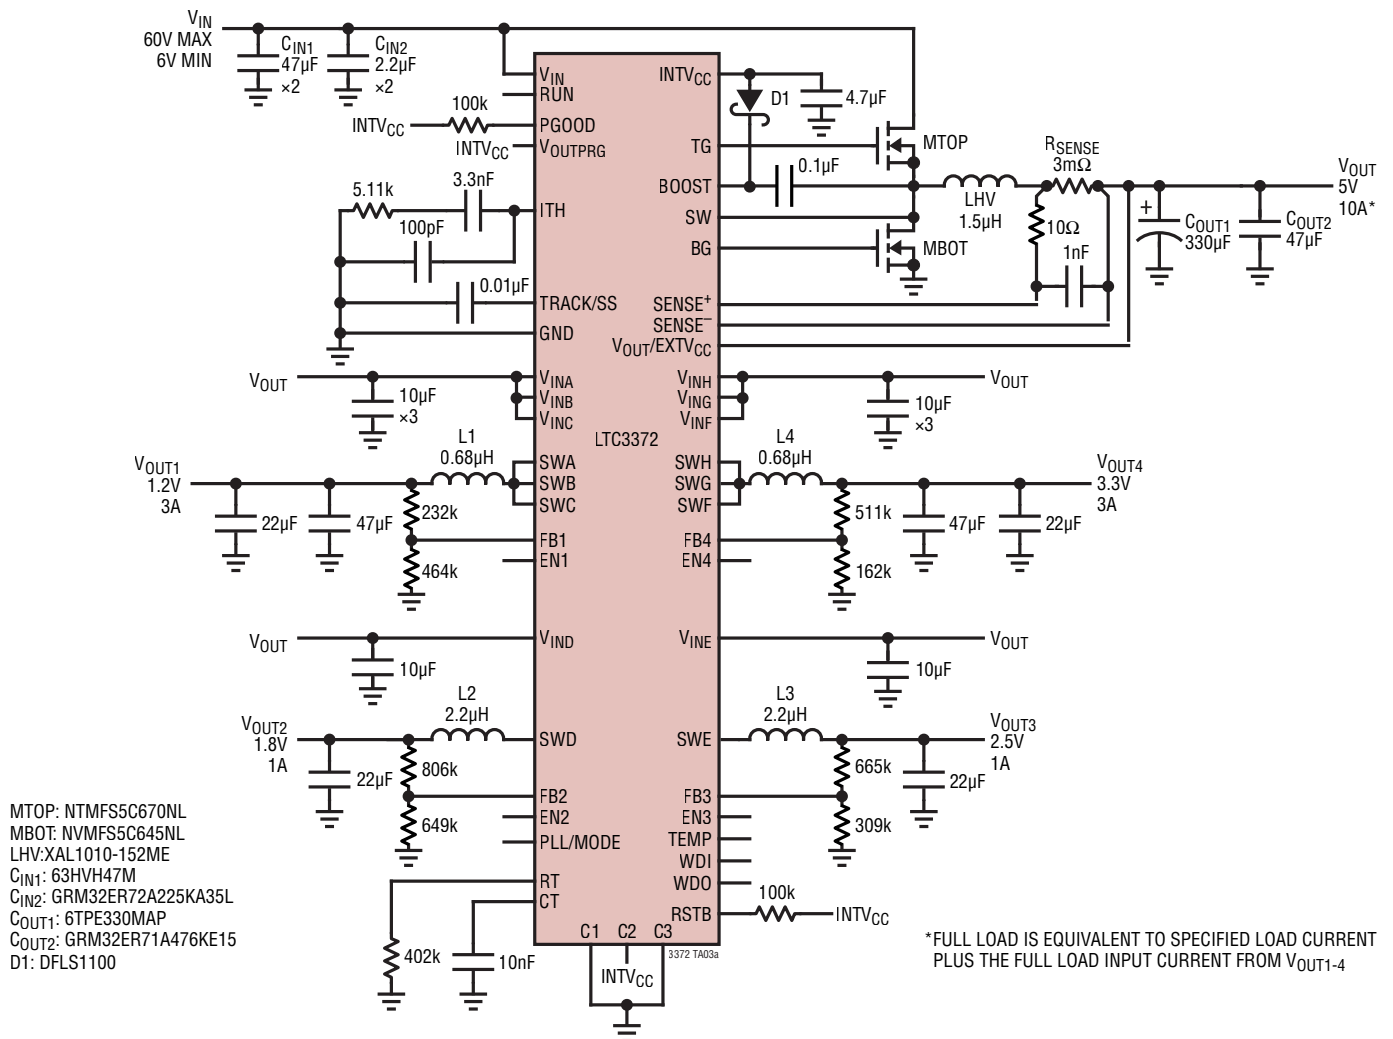 VIN
60V MAX
6V MIN
CIN1
47µF
×2
CIN2
2.2µF
×2
VIN
RUN
INTVCC
100k
PGOOD
INTVCC
VOUTPRG
5.11k
3.3nF
ITH
100pF
0.01µF
TRACK/SS
GND
INTVCC
D1
4.7µF
TG
MTOP
BOOST
0.1µF
SW
BG
MBOT
LHV
1.5µH
RSENSE
3mΩ
10Ω
1nF
SENSE+
SENSE–
VOUT/EXTVCC
COUT1
330µF
+
COUT2
47µF
VOUT
5V
10A*
VOUT
10µF
×3
VINA
VINB
VINC
VINH
VING
VINF
VOUT
10µF
×3
LTC3372
VOUT1
1.2V
3A
22µF
47µF
L1
0.68µH
232k
464k
SWA
SWB
SWC
FB1
EN1
SWH
SWG
SWF
FB4
EN4
L4
0.68µH
511k
162k
47µF
22µF
VOUT4
3.3V
3A
VOUT
10µF
VIND
VINE
VOUT
10µF
VOUT2
1.8V
1A
22µF
L2
2.2µH
806k
649k
SWD
FB2
EN2
PLL/MODE
RT
CT
402k
10nF
SWE
FB3
EN3
TEMP
WDI
WDO
RSTB
L3
2.2µH
665k
309k
22µF
VOUT3
2.5V
1A
100k
INTVCC
C1
C2
C3
INTVCC
3372 TA03a
MTOP: NTMFS5C670NL
MBOT: NVMFS5C645NL
LHV:XAL1010-152ME
CIN1: 63HVH47M
CIN2: GRM32ER72A225KA35L
COUT1: 6TPE330MAP
COUT2: GRM32ER71A476KE15
D1: DFLS1100
*FULL LOAD IS EQUIVALENT TO SPECIFIED LOAD CURRENT
PLUS THE FULL LOAD INPUT CURRENT FROM VOUT1-4